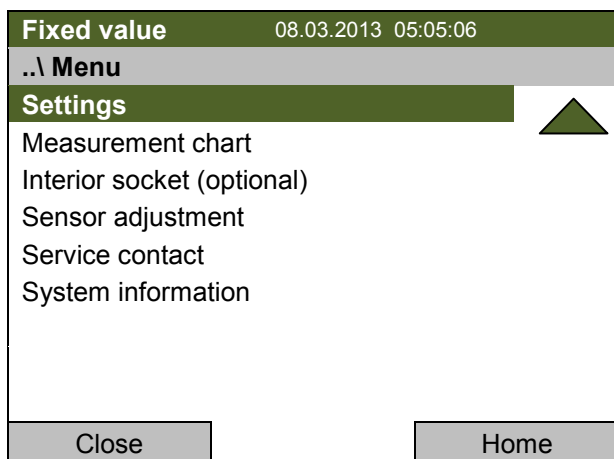 Fixed value 08.03.2013 05:05:06
..\ Menu
Settings
Measurement chart
Interior socket (optional)
Sensor adjustment
Service contact
System information
Close Home